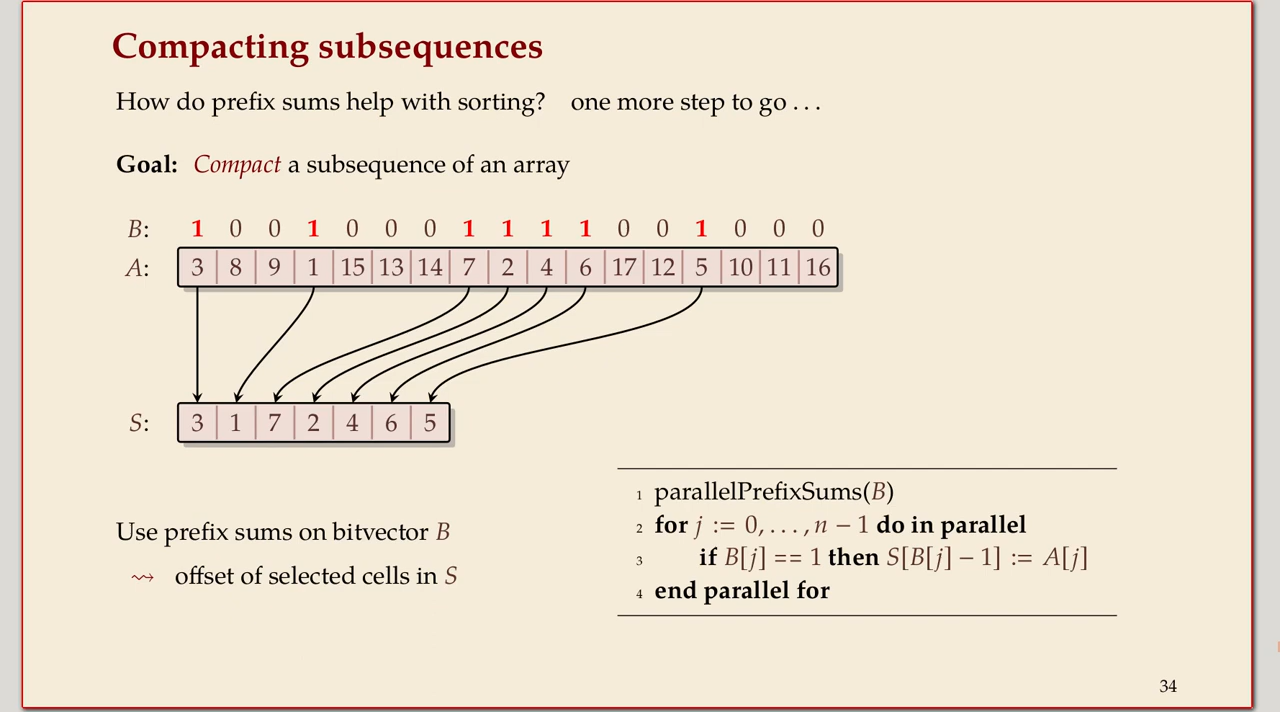 Compacting subsequences
How do prefix sums help with sorting? one more step to go . . .
Goal: Compact a subsequence of an array
B: 1 0 0 1 0 0 0 1 1 1 1 0 0 1 0 0 0
A: 3 8 9 1 15 13 14 7 2 4 6 17 12 5 10 11 16
S: 3 1 7 2 4 6 5
Use prefix sums on bitvector B
⇝ offset of selected cells in S
1 parallelPrefixSums(B)
2 for j := 0, . . . , n − 1 do in parallel
3 if B[j] == 1 then S[B[j] − 1] := A[j]
4 end parallel for
34